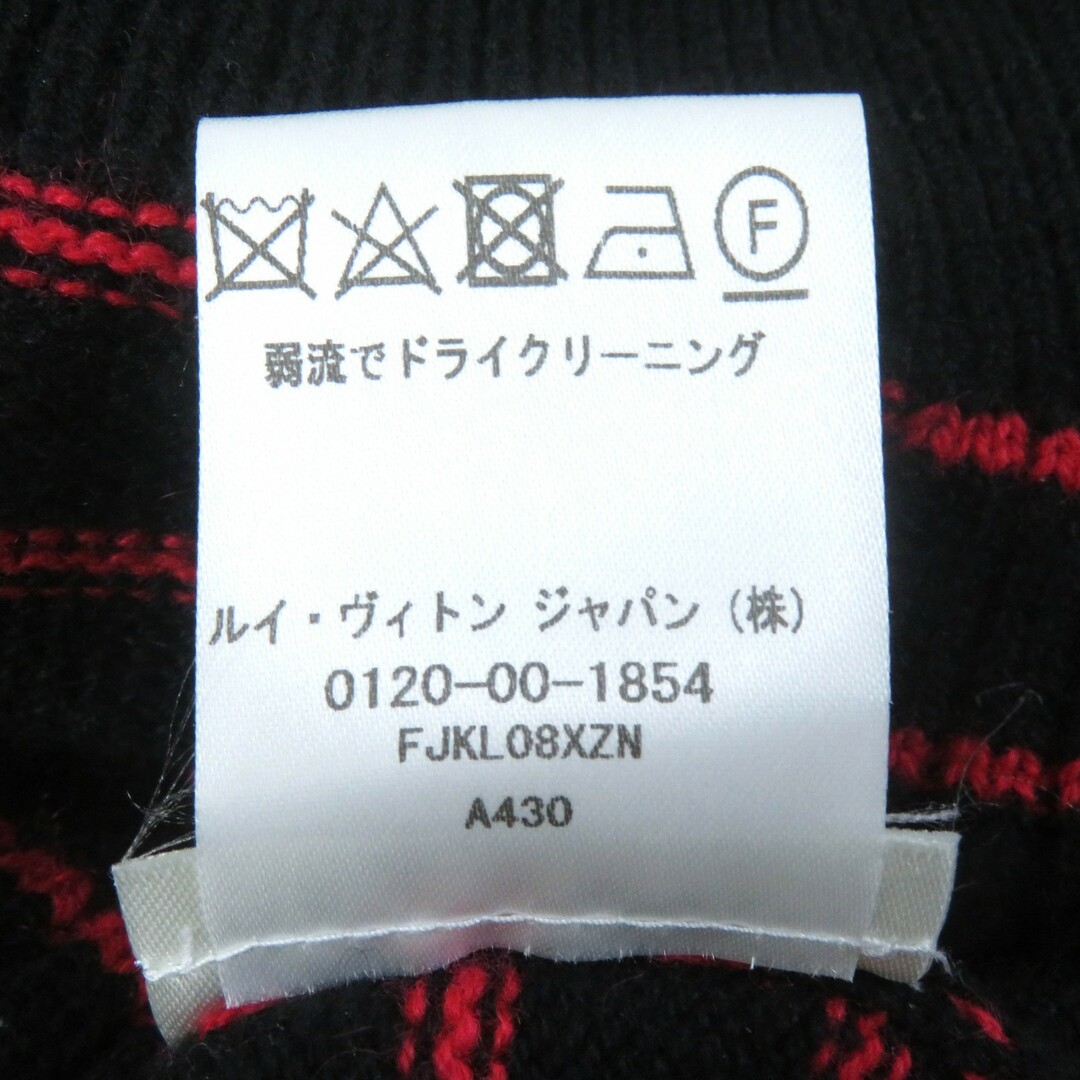 F
弱流でドライクリーニング
ルイ・ヴィトン ジャパン (株)
0120-00-1854
FJKL08XZN
A430